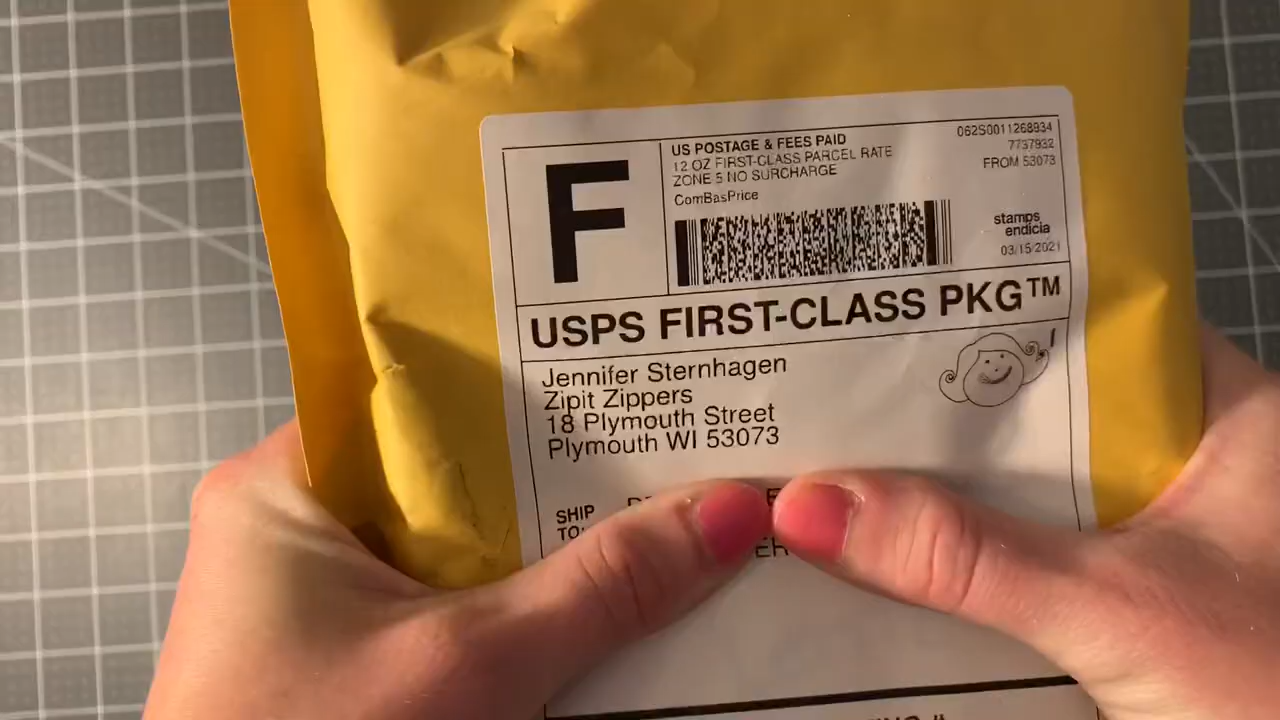 F
US POSTAGE & FEES PAID
12 OZ FIRST-CLASS PARCEL RATE
ZONE 5 NO SURCHARGE
ComBasPrice
062S0011268934
7737932
FROM 53073
stamps
endicia
03/15/2021
USPS FIRST-CLASS PKG™
Jennifer Sternhagen
Zipit Zippers
18 Plymouth Street
Plymouth WI 53073
SHIP
TO: